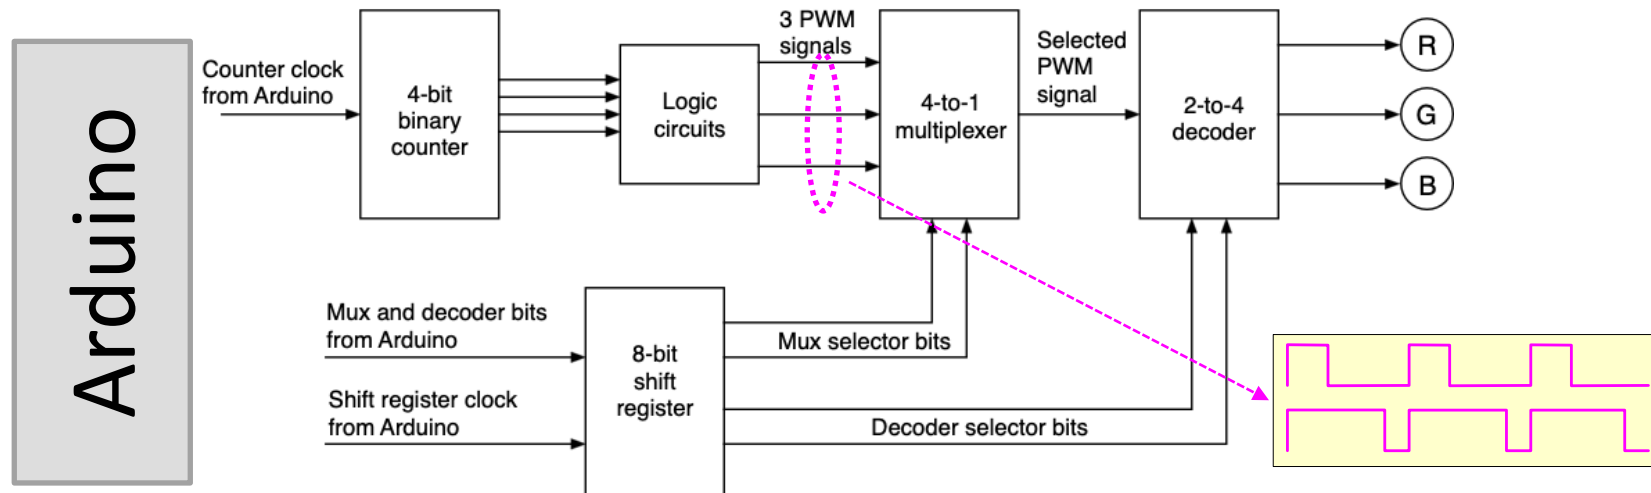 Arduino
Counter clock
from Arduino
4-bit
binary
counter
Logic
circuits
3 PWM
signals
4-to-1
multiplexer
Selected
PWM
signal
2-to-4
decoder
R
G
B
Mux and decoder bits
from Arduino
Shift register clock
from Arduino
8-bit
shift
register
Mux selector bits
Decoder selector bits